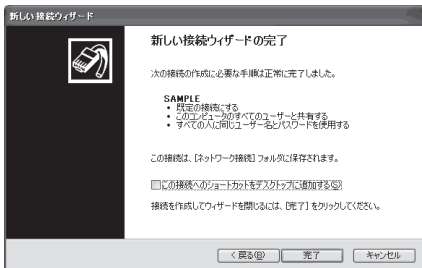 新しい接続ウィザード
新しい接続ウィザードの完了
次の接続の作成に必要な手順は正常に完了しました。
SAMPLE
• 既定の接続にする
• このコンピュータのすべてのユーザーと共有する
• すべての人に同じユーザー名とパスワードを使用する
この接続は、[ネットワーク接続] フォルダに保存されます。
この接続へのショートカットをデスクトップに追加する(S)
接続を作成してウィザードを閉じるには、[完了] をクリックしてください。
< 戻る(B)
完了
キャンセル